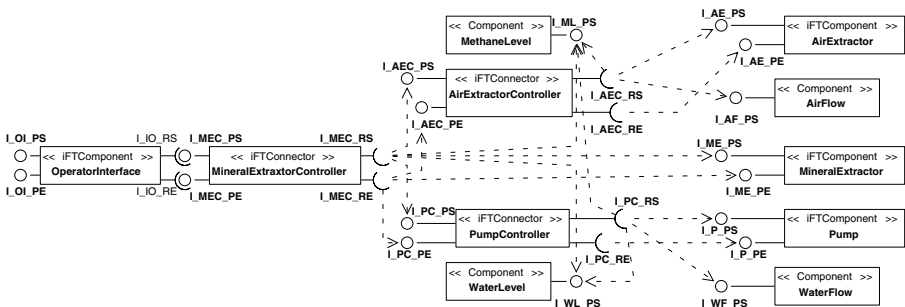 I_ML_PS
I_AE_PS
<< Component >>
MethaneLevel
<< iFTComponent >>
AirExtractor
I_AE_PE
I_AEC_PS
<< iFTConnector >>
AirExtractorController
I_AEC_RS
I_AEC_PE
I_AEC_RE
<< Component >>
AirFlow
I_AF_PS
I_OI_PS
I_IO_RS
I_MEC_PS
I_MEC_RS
I_ME_PS
<< iFTComponent >>
OperatorInterface
<< iFTConnector >>
MineralExtraxtorController
<< iFTComponent >>
MineralExtractor
I_OI_PE
I_IO_RE
I_MEC_PE
I_MEC_RE
I_ME_PE
I_PC_PS
I_PC_RS
<< iFTConnector >>
PumpController
I_P_PS
<< iFTComponent >>
Pump
I_PC_PE
I_PC_RE
I_P_PE
<< Component >>
WaterLevel
I_WL_PS
<< Component >>
WaterFlow
I_WF_PS